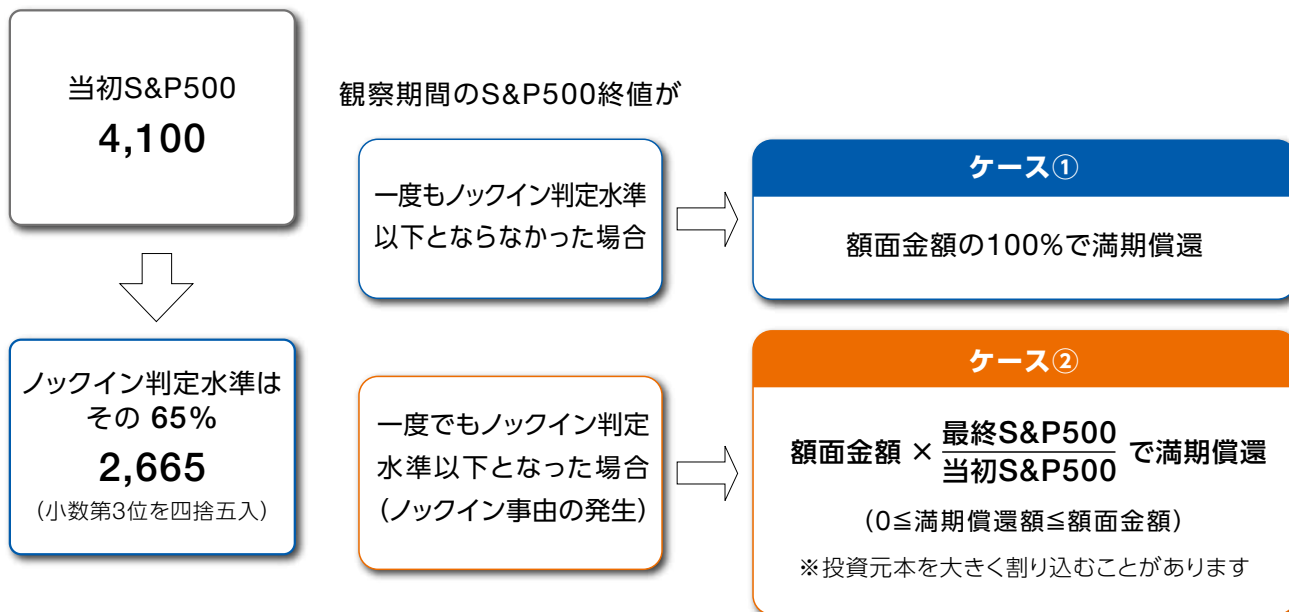 当初S&P500
4,100
ノックイン判定水準は
その 65%
2,665
(小数第3位を四捨五入)
観察期間のS&P500終値が
一度もノックイン判定水準
以下とならなかった場合
ケース①
額面金額の100%で満期償還
一度でもノックイン判定
水準以下となった場合
(ノックイン事由の発生)
ケース②
額面金額 × 最終S&P500
当初S&P500 で満期償還
(0≦満期償還額≦額面金額)
※投資元本を大きく割り込むことがあります